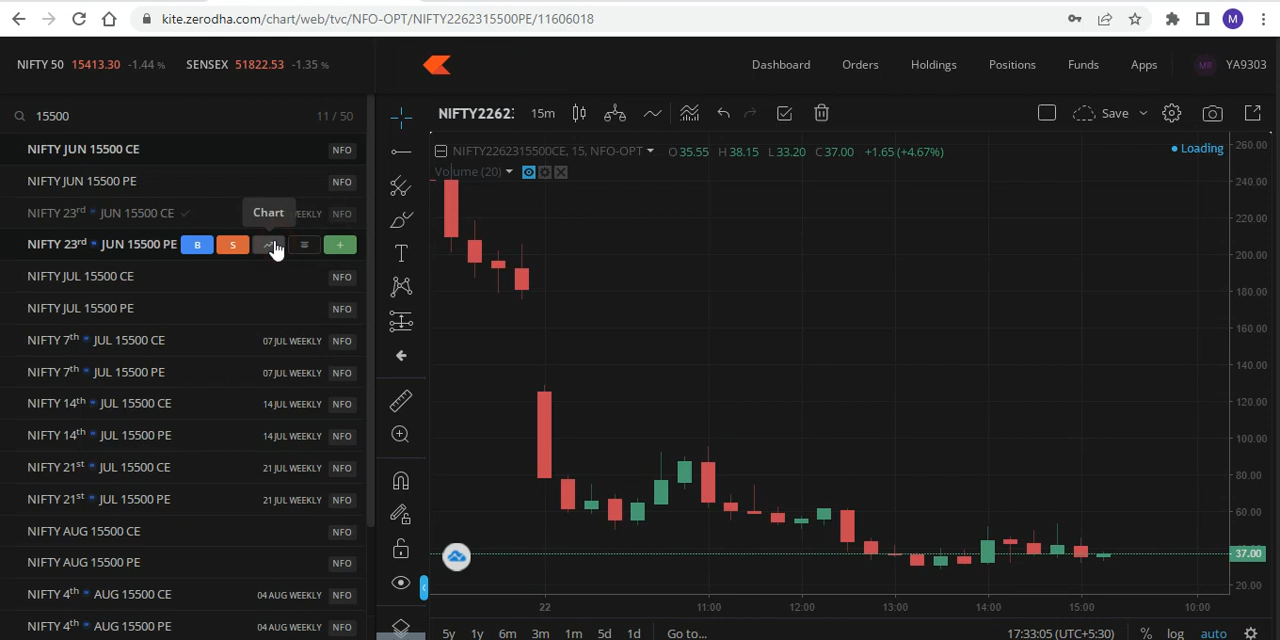 kite.zerodha.com/chart/web/tvc/NFO-OPT/NIFTY2262315500PE/11606018
M
NIFTY 50 15413.30 -1.44 % SENSEX 51822.53 -1.35 %
Dashboard Orders Holdings Positions Funds Apps MR YA9303
15500 11 / 50
NIFTY2262: 15m Save
NIFTY JUN 15500 CE NFO
NIFTY2262315500CE, 15, NFO-OPT O35.55 H38.15 L33.20 C37.00 +1.65 (+4.67%)
Loading
Volume (20)
NIFTY JUN 15500 PE NFO
NIFTY 23rd JUN 15500 CE WEEKLY NFO
Chart
NIFTY 23rd JUN 15500 PE B S +
NIFTY JUL 15500 CE NFO
NIFTY JUL 15500 PE NFO
NIFTY 7th JUL 15500 CE 07 JUL WEEKLY NFO
NIFTY 7th JUL 15500 PE 07 JUL WEEKLY NFO
NIFTY 14th JUL 15500 CE 14 JUL WEEKLY NFO
NIFTY 14th JUL 15500 PE 14 JUL WEEKLY NFO
NIFTY 21st JUL 15500 CE 21 JUL WEEKLY NFO
NIFTY 21st JUL 15500 PE 21 JUL WEEKLY NFO
NIFTY AUG 15500 CE NFO
NIFTY AUG 15500 PE NFO
NIFTY 4th AUG 15500 CE 04 AUG WEEKLY NFO
NIFTY 4th AUG 15500 PE 04 AUG WEEKLY NFO
260.00
240.00
220.00
200.00
180.00
160.00
140.00
120.00
100.00
80.00
60.00
37.00
20.00
22 11:00 12:00 13:00 14:00 15:00 10:00
5y 1y 6m 3m 1m 5d 1d Go to... 17:33:05 (UTC+5:30) % log auto